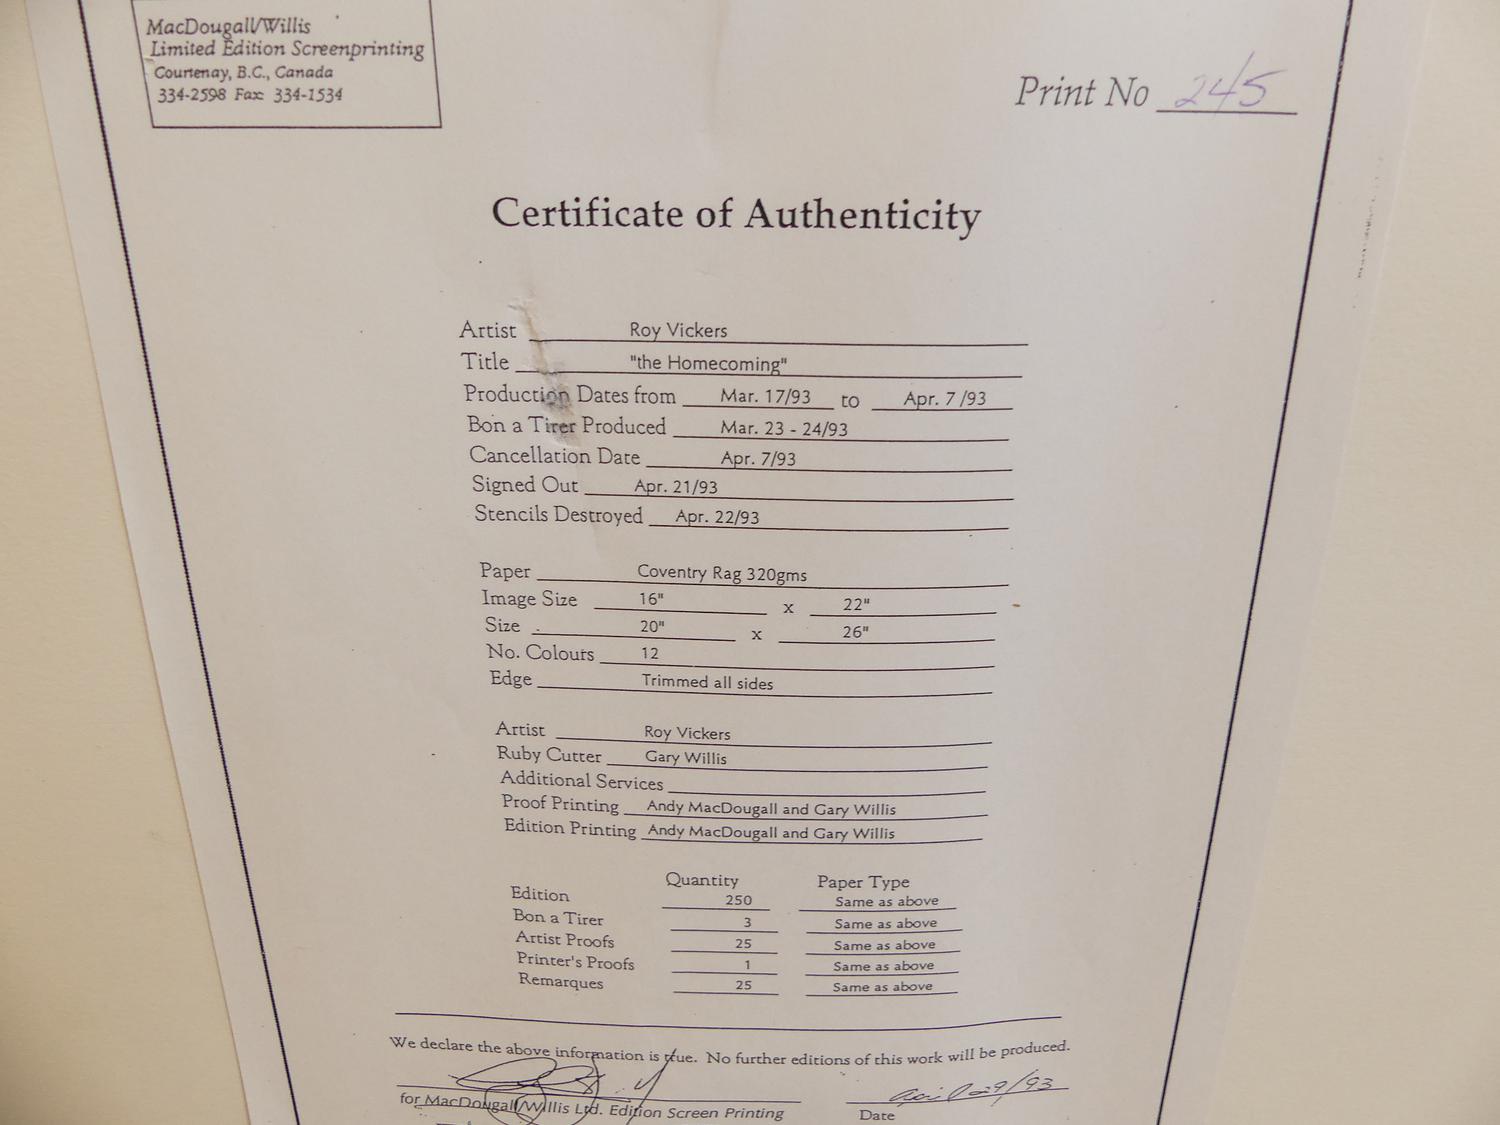 MacDougall/Willis
Limited Edition Screenprinting
Courtenay, B.C., Canada
334-2598 Fax: 334-1534
Print No 245
Certificate of Authenticity
Artist Roy Vickers
Title "the Homecoming"
Production Dates from Mar. 17/93 to Apr. 7 /93
Bon a Tirer Produced Mar. 23 - 24/93
Cancellation Date Apr. 7/93
Signed Out Apr. 21/93
Stencils Destroyed Apr. 22/93
Paper Coventry Rag 320gms
Image Size 16" x 22"
Size 20" x 26"
No. Colours 12
Edge Trimmed all sides
Artist Roy Vickers
Ruby Cutter Gary Willis
Additional Services
Proof Printing Andy MacDougall and Gary Willis
Edition Printing Andy MacDougall and Gary Willis
Quantity Paper Type
Edition 250 Same as above
Bon a Tirer 3 Same as above
Artist Proofs 25 Same as above
Printer's Proofs 1 Same as above
Remarques 25 Same as above
We declare the above information is true. No further editions of this work will be produced.
April 29/93
for MacDougall/Willis Ltd. Edition Screen Printing Date